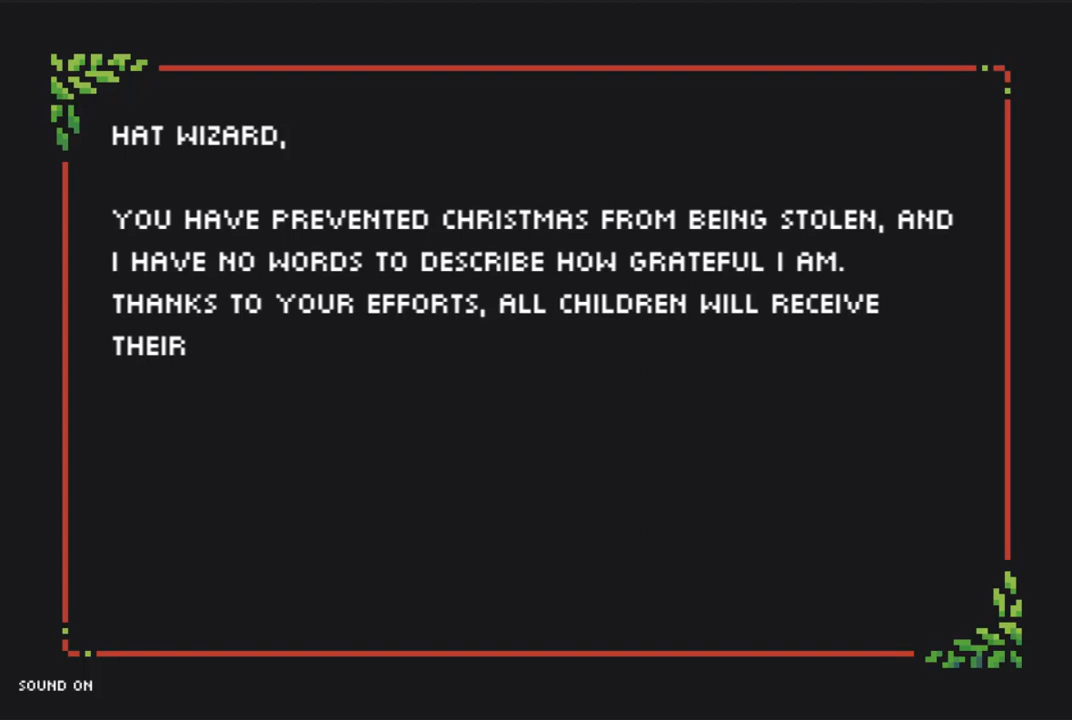 HAT WIZARD,
YOU HAVE PREVENTED CHRISTMAS FROM BEING STOLEN, AND
I HAVE NO WORDS TO DESCRIBE HOW GRATEFUL I AM.
THANKS TO YOUR EFFORTS, ALL CHILDREN WILL RECEIVE
THEIR
SOUND ON